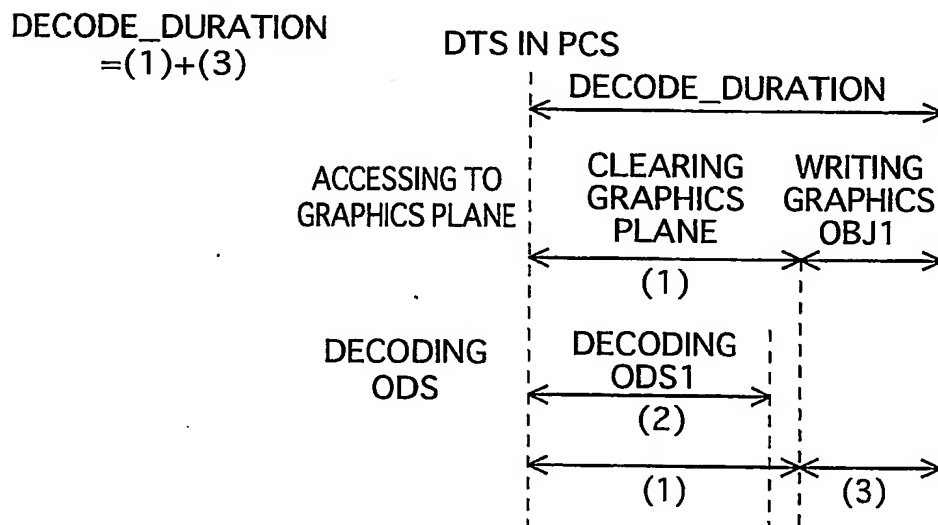 DECODE_DURATION
=(1)+(3)
DTS IN PCS
DECODE_DURATION
ACCESSING TO
GRAPHICS PLANE
CLEARING
GRAPHICS
PLANE
WRITING
GRAPHICS
OBJ1
(1)
DECODING
ODS
DECODING
ODS1
(2)
(1)
(3)